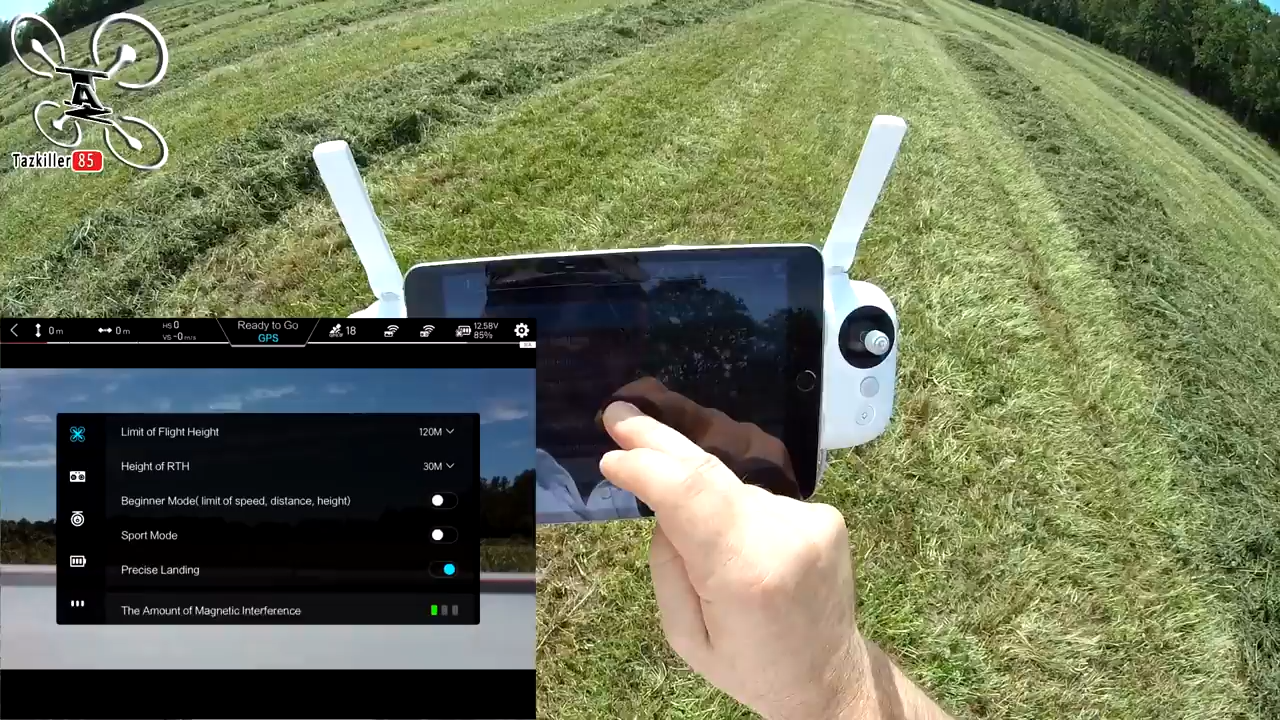 A
Tazkiller 85
0 m
0 m
HS 0
VS -0 m/s
Ready to Go
GPS
18
12.58V
85%
Limit of Flight Height 120M
Height of RTH 30M
Beginner Mode( limit of speed, distance, height)
Sport Mode
Precise Landing
The Amount of Magnetic Interference